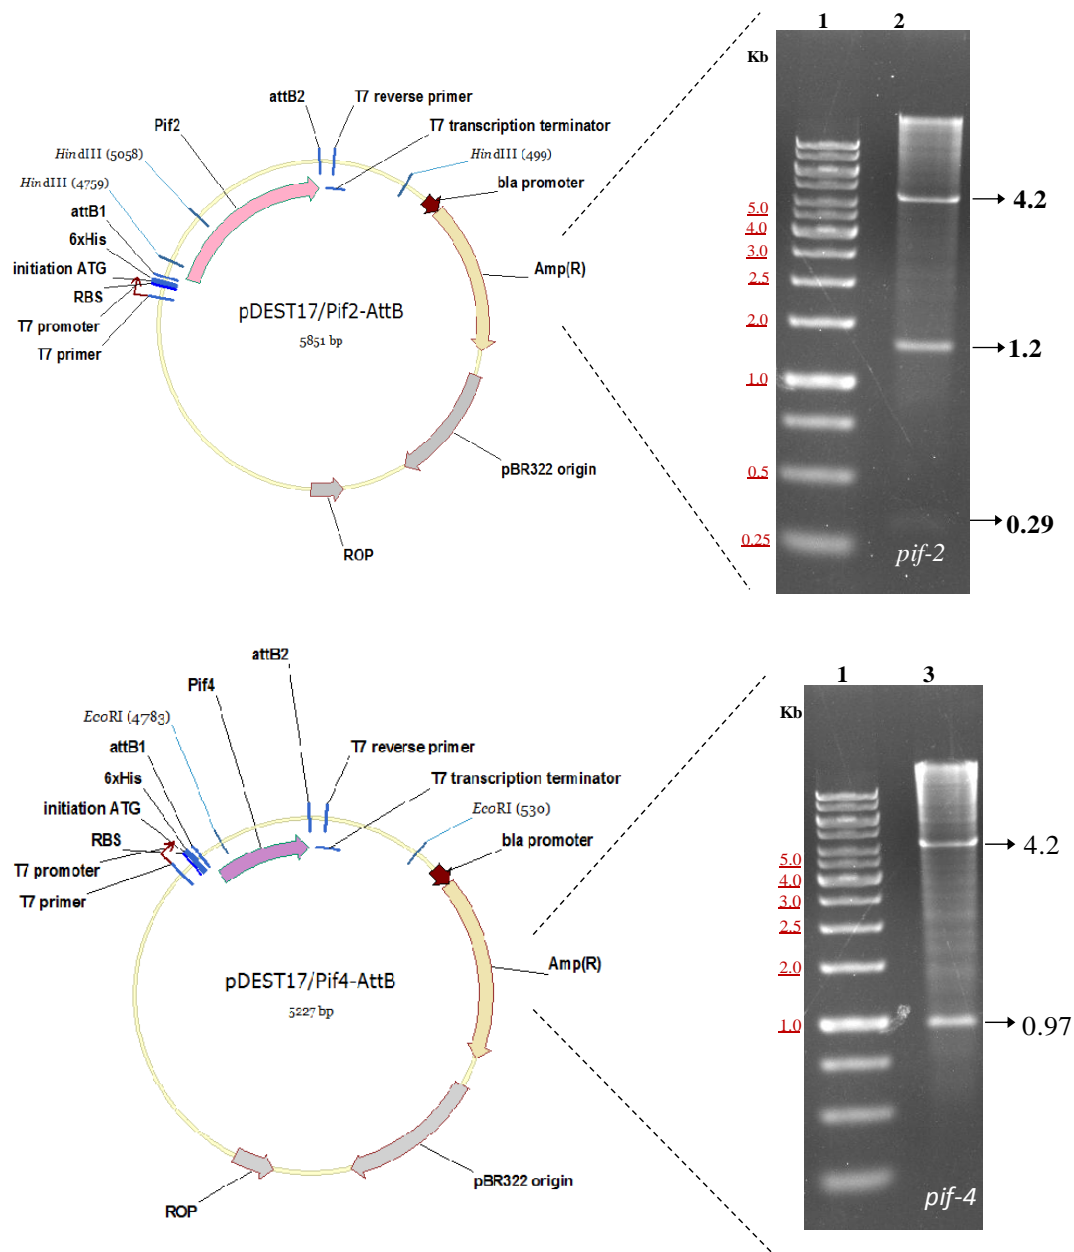 attB2
T7 reverse primer
Pif2
T7 transcription terminator
HindIII (5058)
HindIII (499)
HindIII (4759)
bla promoter
attB1
6xHis
initiation ATG
Amp(R)
RBS
pDEST17/Pif2-AttB
T7 promoter
5851 bp
T7 primer
pBR322 origin
ROP
1 2
Kb
5.0
4.2
4.0
3.0
2.5
2.0
1.2
1.0
0.5
0.29
0.25
pif-2
attB2
Pif4
EcoRI (4783)
attB1
T7 reverse primer
6xHis
T7 transcription terminator
initiation ATG
EcoRI (530)
RBS
bla promoter
T7 promoter
T7 primer
Amp(R)
pDEST17/Pif4-AttB
5227 bp
pBR322 origin
ROP
1 3
Kb
4.2
5.0
4.0
3.0
2.5
2.0
1.0
0.97
pif-4